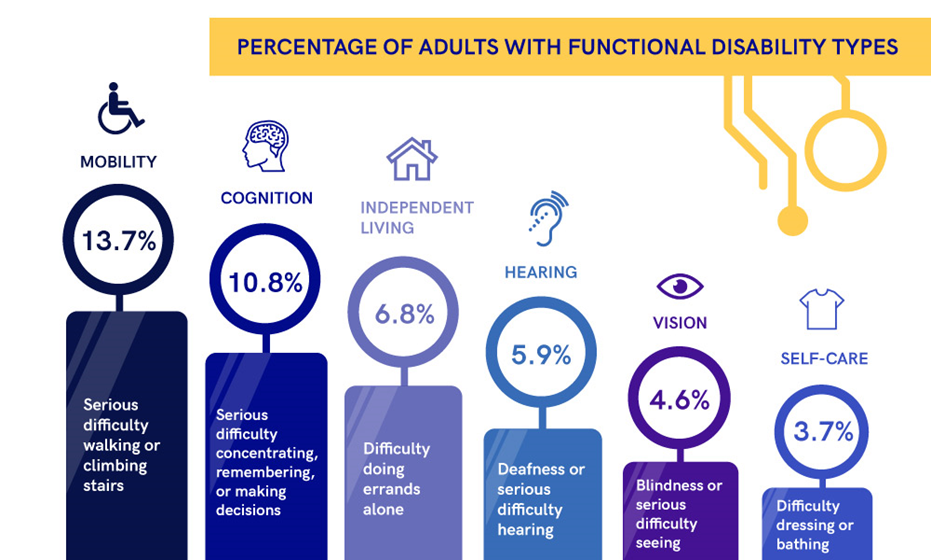 PERCENTAGE OF ADULTS WITH FUNCTIONAL DISABILITY TYPES
MOBILITY
13.7%
Serious
difficulty
walking or
climbing
stairs
COGNITION
10.8%
Serious
difficulty
concentrating,
remembering,
or making
decisions
INDEPENDENT
LIVING
6.8%
Difficulty
doing
errands
alone
HEARING
5.9%
Deafness or
serious
difficulty
hearing
VISION
4.6%
Blindness or
serious
difficulty
seeing
SELF-CARE
3.7%
Difficulty
dressing or
bathing